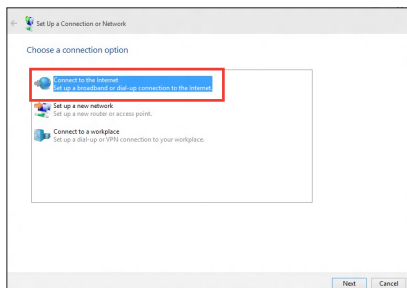 Set Up a Connection or Network
Choose a connection option
Connect to the Internet
Set up a broadband or dial-up connection to the Internet.
Set up a new network
Set up a new router or access point.
Connect to a workplace
Set up a dial-up or VPN connection to your workplace.
Next Cancel